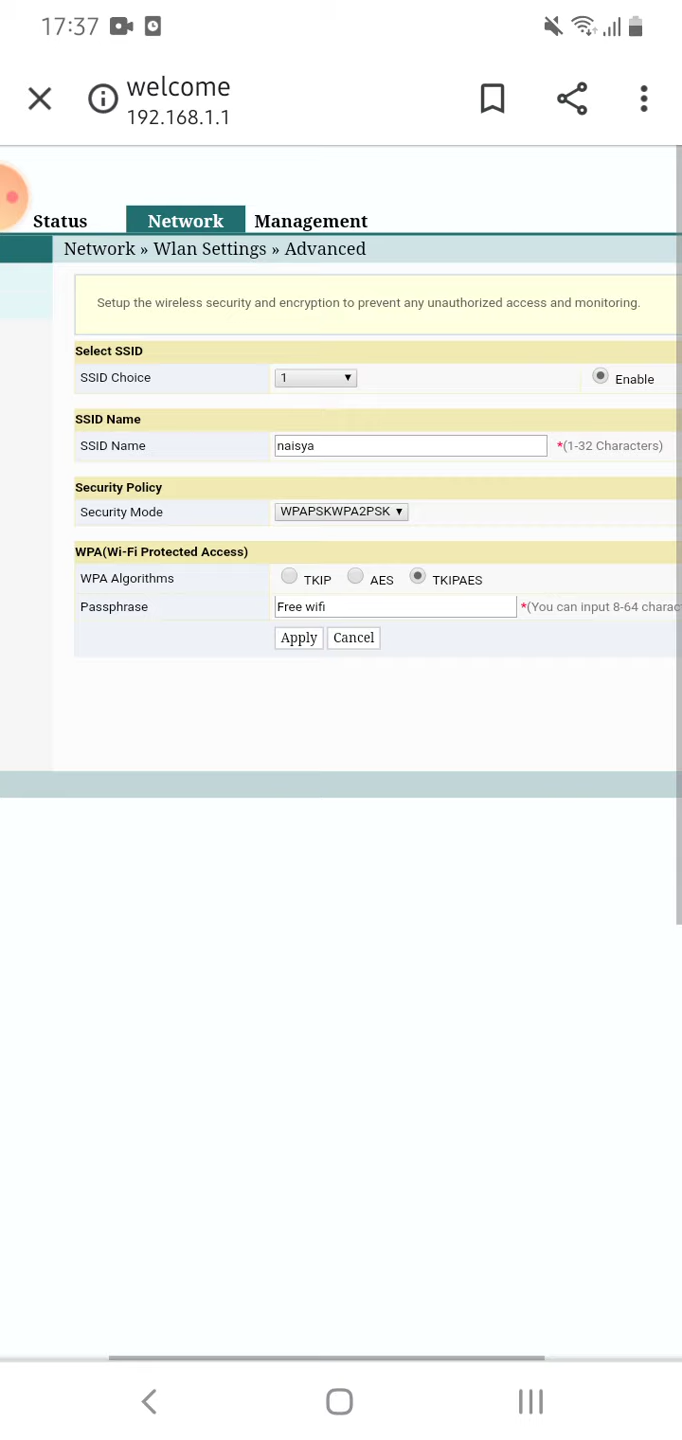 17:37
welcome
192.168.1.1
Status Network Management
Network » Wlan Settings » Advanced
Setup the wireless security and encryption to prevent any unauthorized access and monitoring.
Select SSID
SSID Choice 1 Enable
SSID Name
SSID Name naisya *(1-32 Characters)
Security Policy
Security Mode WPAPSKWPA2PSK
WPA(Wi-Fi Protected Access)
WPA Algorithms TKIP AES TKIPAES
Passphrase Free wifi *(You can input 8-64 charac
Apply Cancel